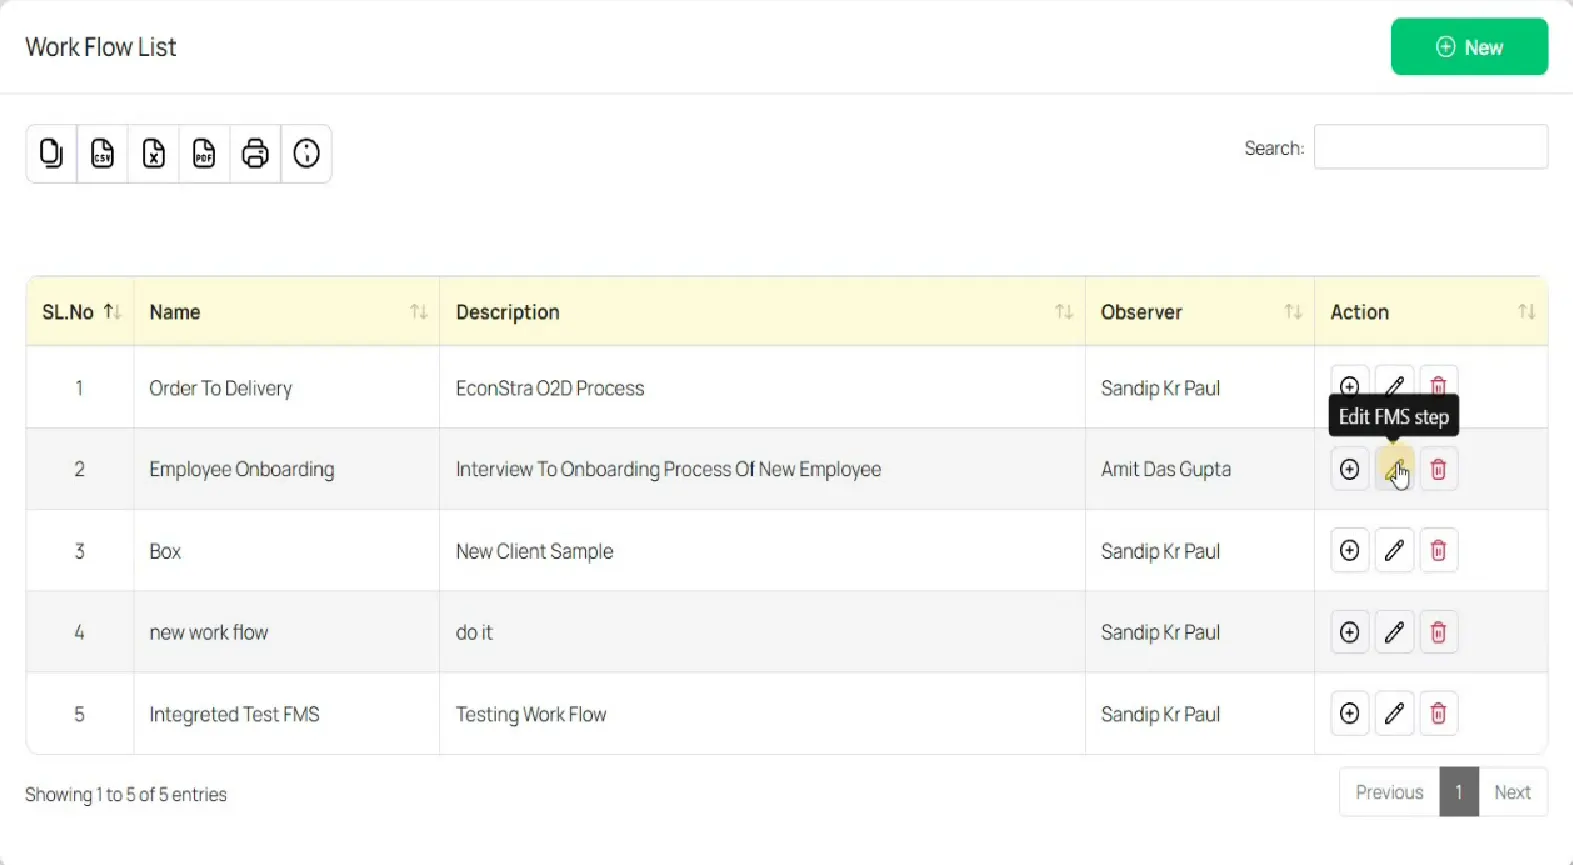 Work Flow List
New
CSV
X
PDF
Search:
SL.No Name Description Observer Action
1 Order To Delivery EconStra O2D Process Sandip Kr Paul
Edit FMS step
2 Employee Onboarding Interview To Onboarding Process Of New Employee Amit Das Gupta
3 Box New Client Sample Sandip Kr Paul
4 new work flow do it Sandip Kr Paul
5 Integreted Test FMS Testing Work Flow Sandip Kr Paul
Showing 1 to 5 of 5 entries
Previous 1 Next